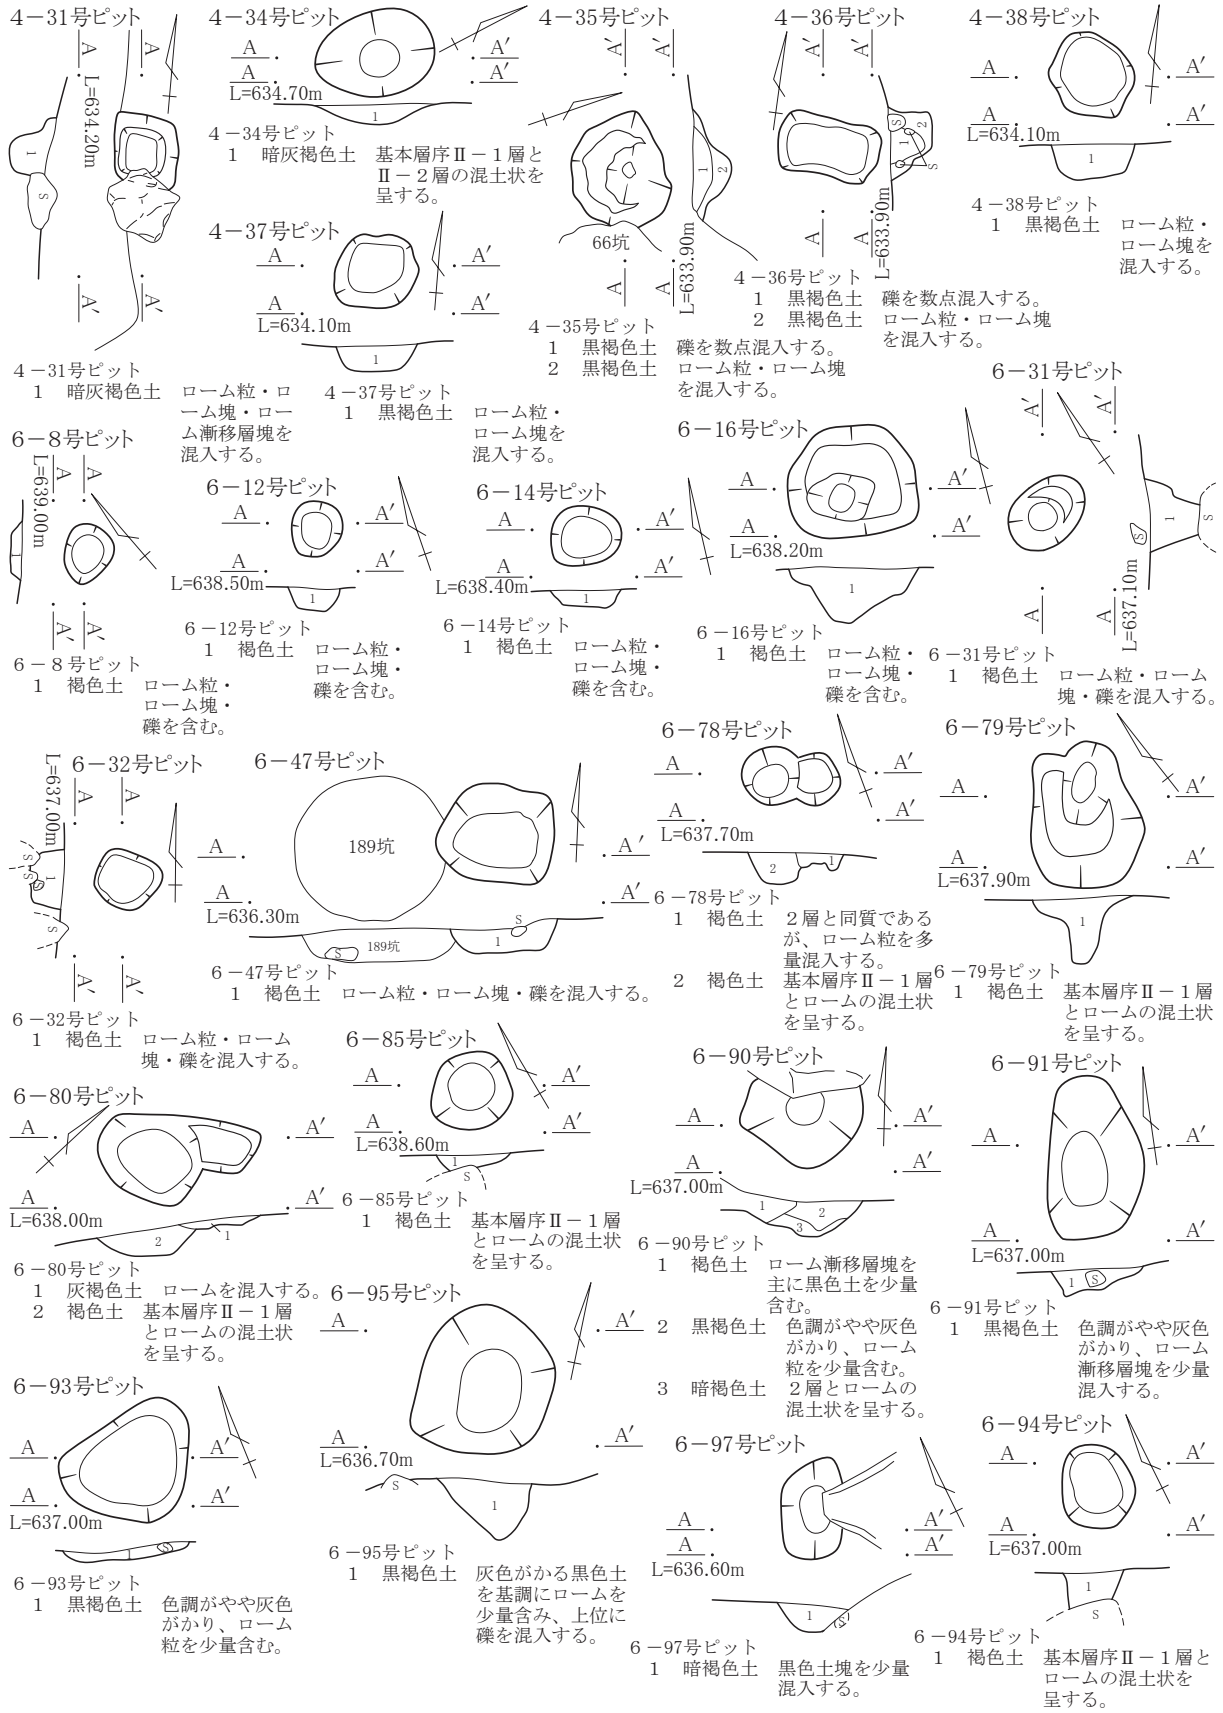 4－31号ピット
A
A
L=634.20m
1
S
A′
A′
4－31号ピット
1　暗灰褐色土　ローム粒・ロ
ーム塊・ロー
ム漸移層塊を
混入する。
4－34号ピット
A A′
A A′
L=634.70m
1
4－34号ピット
1　暗灰褐色土　基本層序Ⅱ－１層と
Ⅱ－２層の混土状を
呈する。
4－35号ピット
A′
A′
66坑
1
2
A
A
L=633.90m
4－35号ピット
1　黒褐色土　礫を数点混入する。
2　黒褐色土　ローム粒・ローム塊
を混入する。
4－36号ピット
A′
A′
S
1
2
S
A
A
L=633.90m
4－36号ピット
1　黒褐色土　礫を数点混入する。
2　黒褐色土　ローム粒・ローム塊
を混入する。
4－38号ピット
A A′
A A′
L=634.10m
1
4－38号ピット
1　黒褐色土　ローム粒・
ローム塊を
混入する。
4－37号ピット
A A′
A A′
L=634.10m
1
4－37号ピット
1　黒褐色土　ローム粒・
ローム塊を
混入する。
6－8号ピット
L=639.00m
A
A
1
A′
A′
6－8号ピット
1　褐色土　ローム粒・
ローム塊・
礫を含む。
6－12号ピット
A A′
A A′
L=638.50m
1
6－12号ピット
1　褐色土　ローム粒・
ローム塊・
礫を含む。
6－14号ピット
A A′
A A′
L=638.40m
1
6－14号ピット
1　褐色土　ローム粒・
ローム塊・
礫を含む。
6－16号ピット
A A′
A A′
L=638.20m
1
6－16号ピット
1　褐色土　ローム粒・
ローム塊・
礫を含む。
6－31号ピット
A′
A′
S
1
S
A
A
L=637.10m
6－31号ピット
1　褐色土　ローム粒・ローム
塊・礫を混入する。
6－32号ピット
L=637.00m
A
A
S
S
S
1
S
A′
A′
6－32号ピット
1　褐色土　ローム粒・ローム
塊・礫を混入する。
6－47号ピット
189坑
A A′
A A′
L=636.30m
S
189坑
S
1
6－47号ピット
1　褐色土　ローム粒・ローム塊・礫を混入する。
6－78号ピット
A A′
A A′
L=637.70m
2
1
6－78号ピット
1　褐色土　２層と同質である
が、ローム粒を多
量混入する。
2　褐色土　基本層序Ⅱ－１層
とロームの混土状
を呈する。
6－79号ピット
A A′
A A′
L=637.90m
1
6－79号ピット
1　褐色土　基本層序Ⅱ－１層
とロームの混土状
を呈する。
6－80号ピット
A A′
A A′
L=638.00m
2
1
6－80号ピット
1　灰褐色土　ロームを混入する。
2　褐色土　基本層序Ⅱ－１層
とロームの混土状
を呈する。
6－85号ピット
A A′
A A′
L=638.60m
1
S
6－85号ピット
1　褐色土　基本層序Ⅱ－１層
とロームの混土状
を呈する。
6－90号ピット
A A′
A A′
L=637.00m
1
2
3
6－90号ピット
1　褐色土　ローム漸移層塊を
主に黒色土を少量
含む。
2　黒褐色土　色調がやや灰色
がかり、ローム
粒を少量含む。
3　暗褐色土　２層とロームの
混土状を呈する。
6－91号ピット
A A′
A A′
L=637.00m
1
S
6－91号ピット
1　黒褐色土　色調がやや灰色
がかり、ローム
漸移層塊を少量
混入する。
6－93号ピット
A A′
A A′
L=637.00m
1
S
6－93号ピット
1　黒褐色土　色調がやや灰色
がかり、ローム
粒を少量含む。
6－95号ピット
A A′
A A′
L=636.70m
S
1
6－95号ピット
1　黒褐色土　灰色がかる黒色土
を基調にロームを
少量含み、上位に
礫を混入する。
6－97号ピット
A A′
A A′
L=636.60m
1
S
6－97号ピット
1　暗褐色土　黒色土塊を少量
混入する。
6－94号ピット
A A′
A A′
L=637.00m
1
S
6－94号ピット
1　褐色土　基本層序Ⅱ－１層と
ロームの混土状を
呈する。